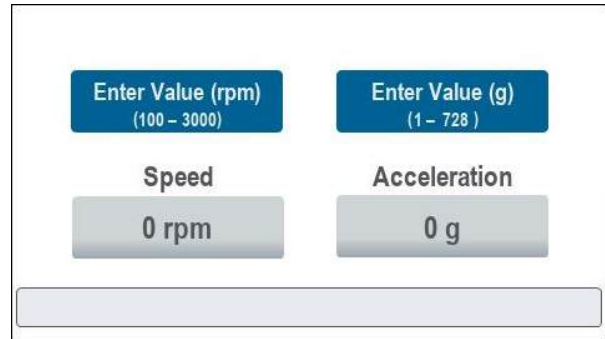 Enter Value (rpm)
(100 – 3000)
Enter Value (g)
(1 – 728 )
Speed
0 rpm
Acceleration
0 g